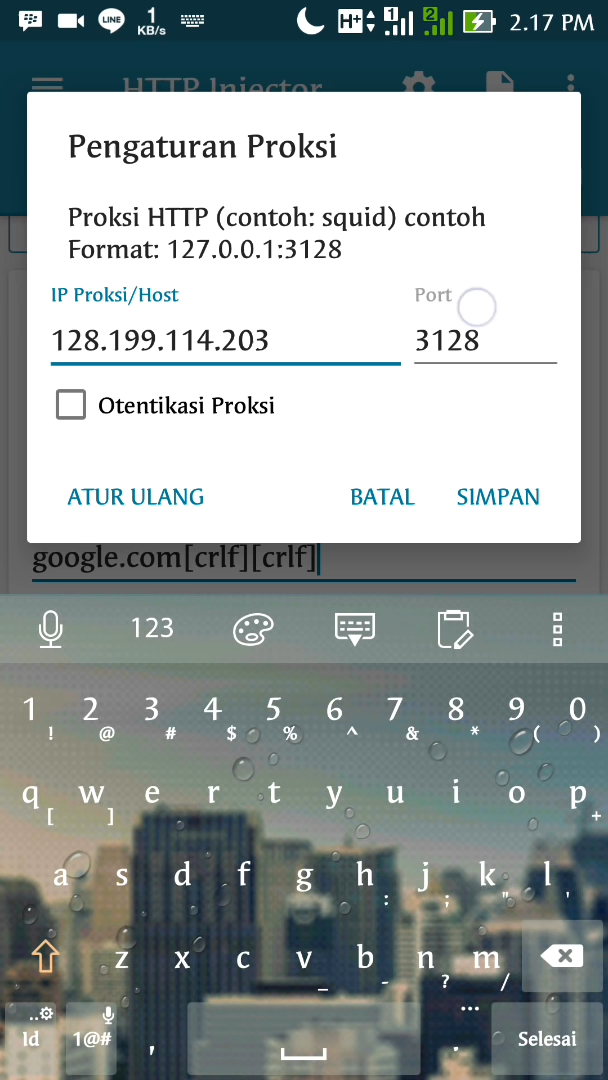 LINE 1 KB/s H+ 1 2 2.17 PM
HTTP Injector
Pengaturan Proksi
Proksi HTTP (contoh: squid) contoh
Format: 127.0.0.1:3128
IP Proksi/Host Port
128.199.114.203 3128
Otentikasi Proksi
ATUR ULANG BATAL SIMPAN
google.com[crlf][crlf]
123
1 2 3 4 5 6 7 8 9 0
! @ # $ % ^ & * ( )
q w e r t y u i o p
[ ] +
a s d f g h j k l
: ; " '
z x c v b n m
_ - ? /
Id 1@# , . ... Selesai